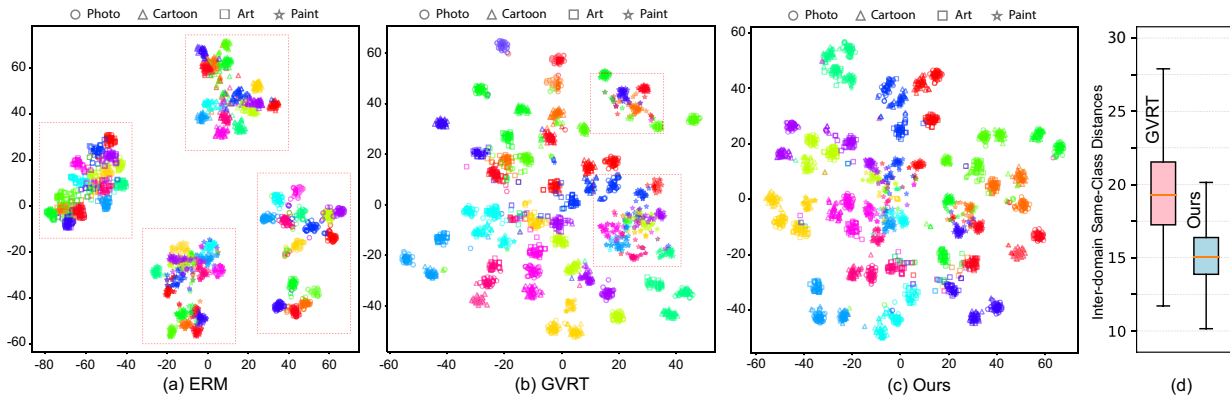 Photo Cartoon Art Paint
60
40
20
0
-20
-40
-60
-80 -60 -40 -20 0 20 40 60
(a) ERM
Photo Cartoon Art Paint
60
40
20
0
-20
-40
-60 -40 -20 0 20 40
(b) GVRT
Photo Cartoon Art Paint
60
40
20
0
-20
-40
-60
-60 -40 -20 0 20 40 60
(c) Ours
Inter-domain Same-Class Distances
30
25
20
15
10
GVRT
Ours
(d)